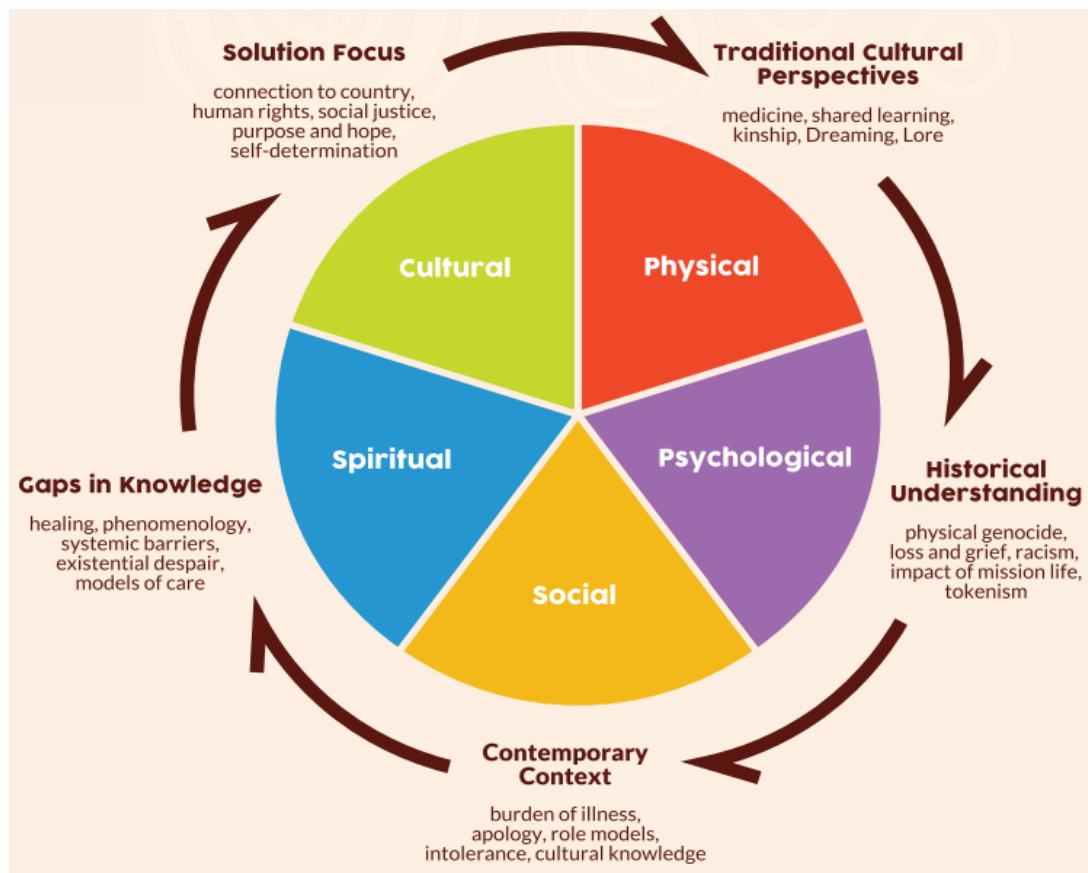 Solution Focus
connection to country,
human rights, social justice,
purpose and hope,
self-determination
Traditional Cultural
Perspectives
medicine, shared learning,
kinship, Dreaming, Lore
Cultural
Physical
Spiritual
Psychological
Social
Gaps in Knowledge
healing, phenomenology,
systemic barriers,
existential despair,
models of care
Historical
Understanding
physical genocide,
loss and grief, racism,
impact of mission life,
tokenism
Contemporary
Context
burden of illness,
apology, role models,
intolerance, cultural knowledge